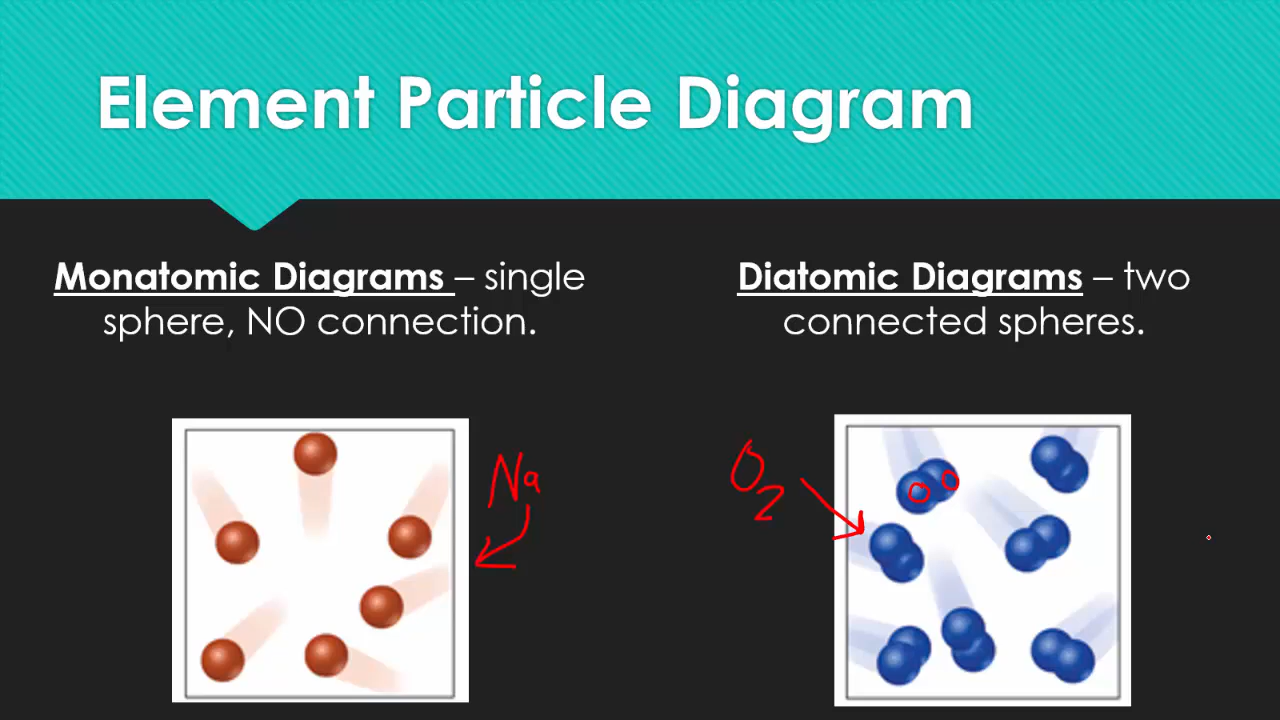 Element Particle Diagram
Monatomic Diagrams – single
sphere, NO connection.
Diatomic Diagrams – two
connected spheres.
Na
O2
O O